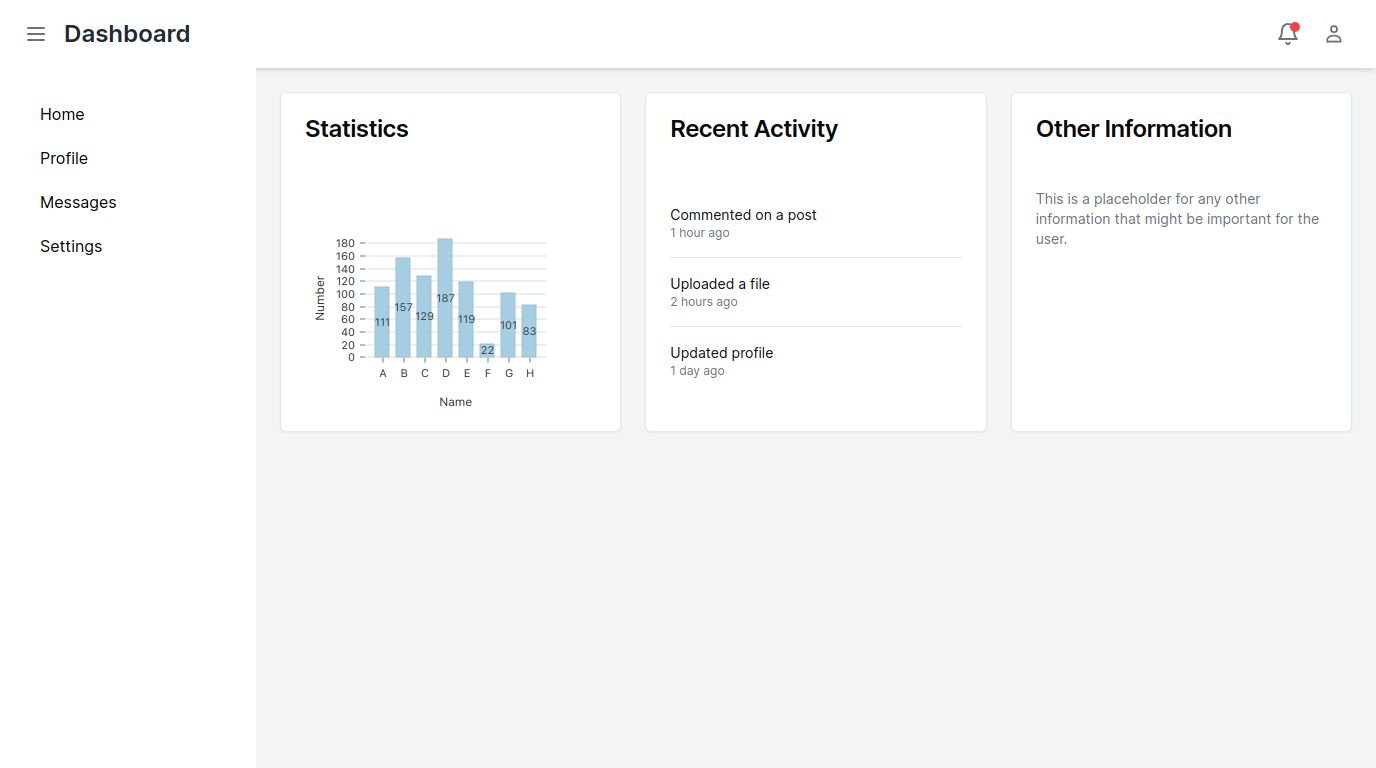 Dashboard
Home
Profile
Messages
Settings
Statistics
180
160
140
120
100
80
60
40
20
0
Number
111
157
129
187
119
22
101
83
A B C D E F G H
Name
Recent Activity
Commented on a post
1 hour ago
Uploaded a file
2 hours ago
Updated profile
1 day ago
Other Information
This is a placeholder for any other
information that might be important for the
user.